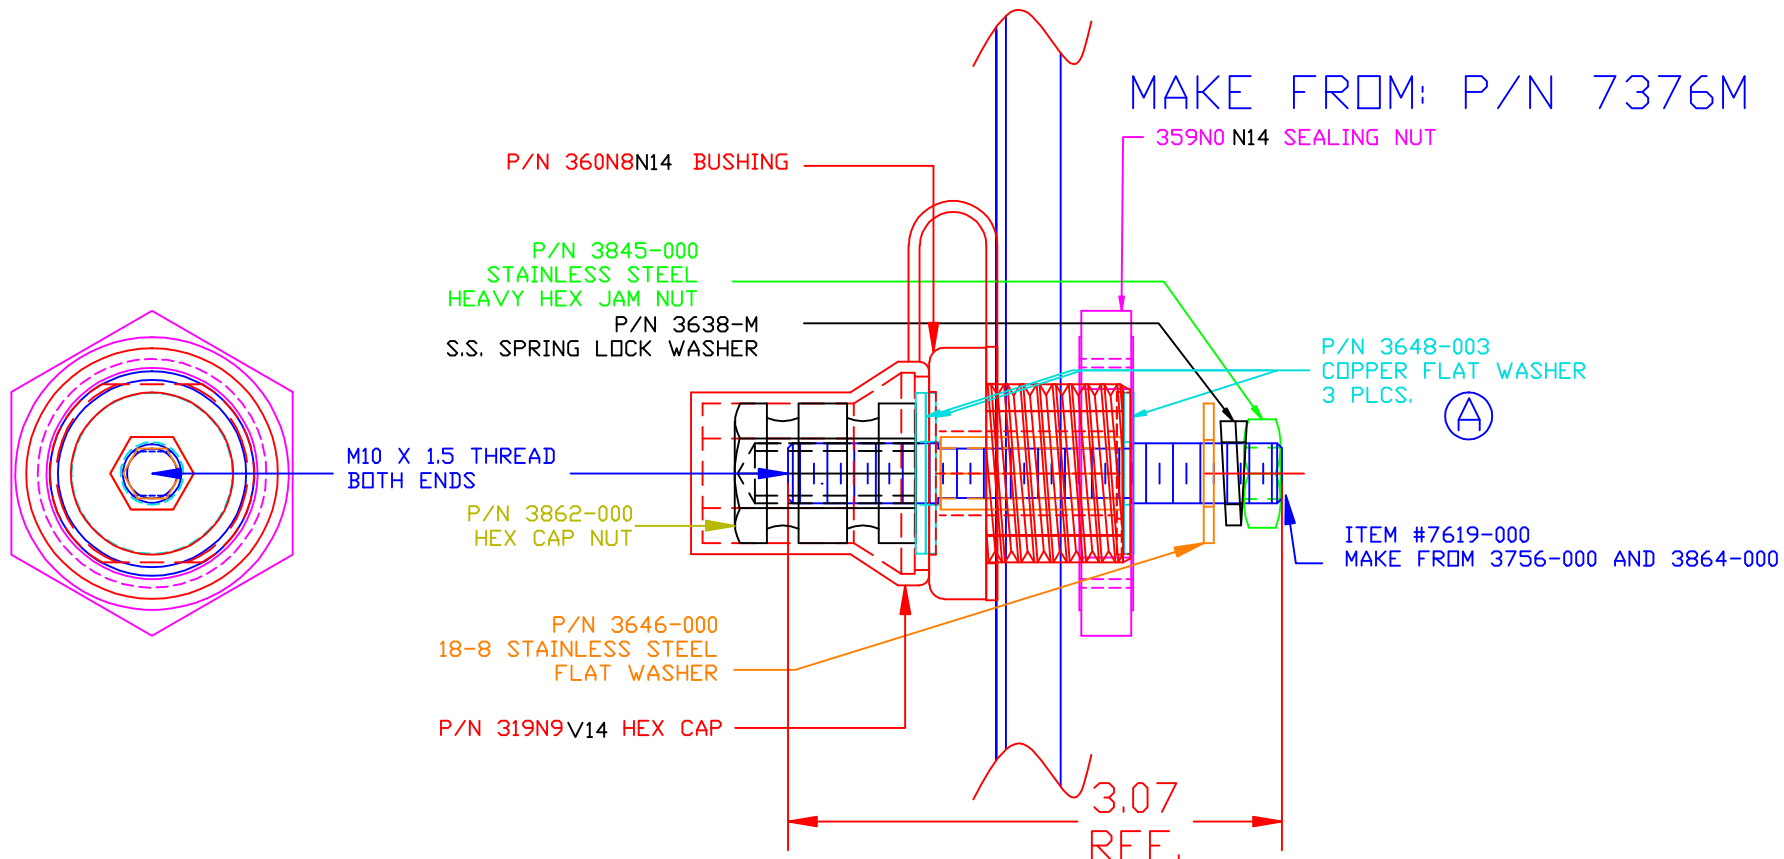 MAKE FROM: P/N 7376M
359N0 N14 SEALING NUT
P/N 360N8N14 BUSHING
P/N 3845-000
STAINLESS STEEL
HEAVY HEX JAM NUT
P/N 3638-M
S.S. SPRING LOCK WASHER
P/N 3648-003
COPPER FLAT WASHER
3 PLCS.
A
M10 X 1.5 THREAD
BOTH ENDS
P/N 3862-000
HEX CAP NUT
ITEM #7619-000
MAKE FROM 3756-000 AND 3864-000
P/N 3646-000
18-8 STAINLESS STEEL
FLAT WASHER
P/N 319N9V14 HEX CAP
3.07
REF.